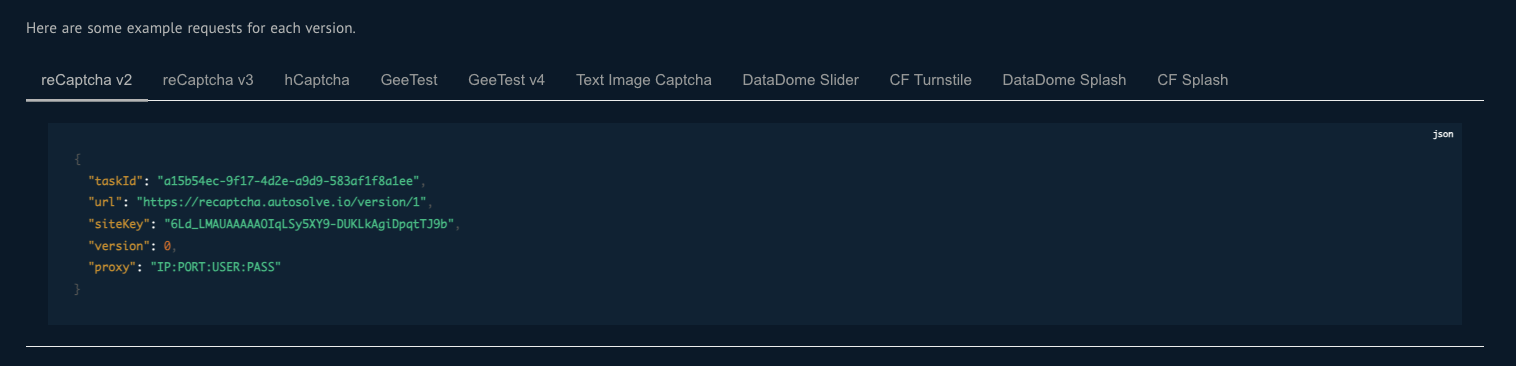 Here are some example requests for each version.
reCaptcha v2 reCaptcha v3 hCaptcha GeeTest GeeTest v4 Text Image Captcha DataDome Slider CF Turnstile DataDome Splash CF Splash
json
{
"taskId": "a15b54ec-9f17-4d2e-a9d9-583af1f8a1ee",
"url": "https://recaptcha.autosolve.io/version/1",
"siteKey": "6Ld_LMAUAAAAAOIqLSy5XY9-DUKLkAgiDpqtTJ9b",
"version": 0,
"proxy": "IP:PORT:USER:PASS"
}